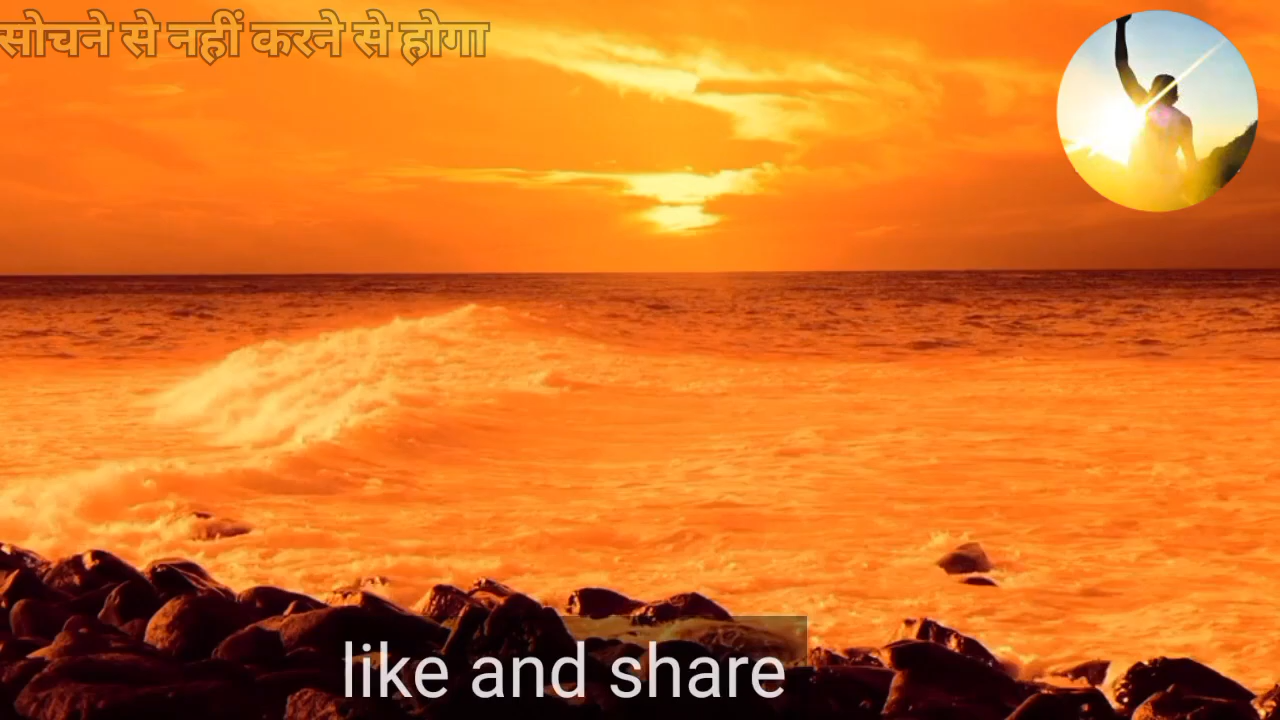 सोचने से नहीं करने से होगा
like and share